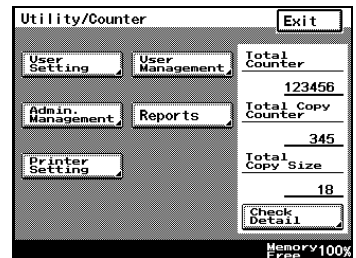 Utility/Counter
Exit
User
Setting
User
Management
Admin.
Management
Reports
Printer
Setting
Total
Counter
123456
Total Copy
Counter
345
Total
Copy Size
18
Check
Detail
Memory 100%
Free